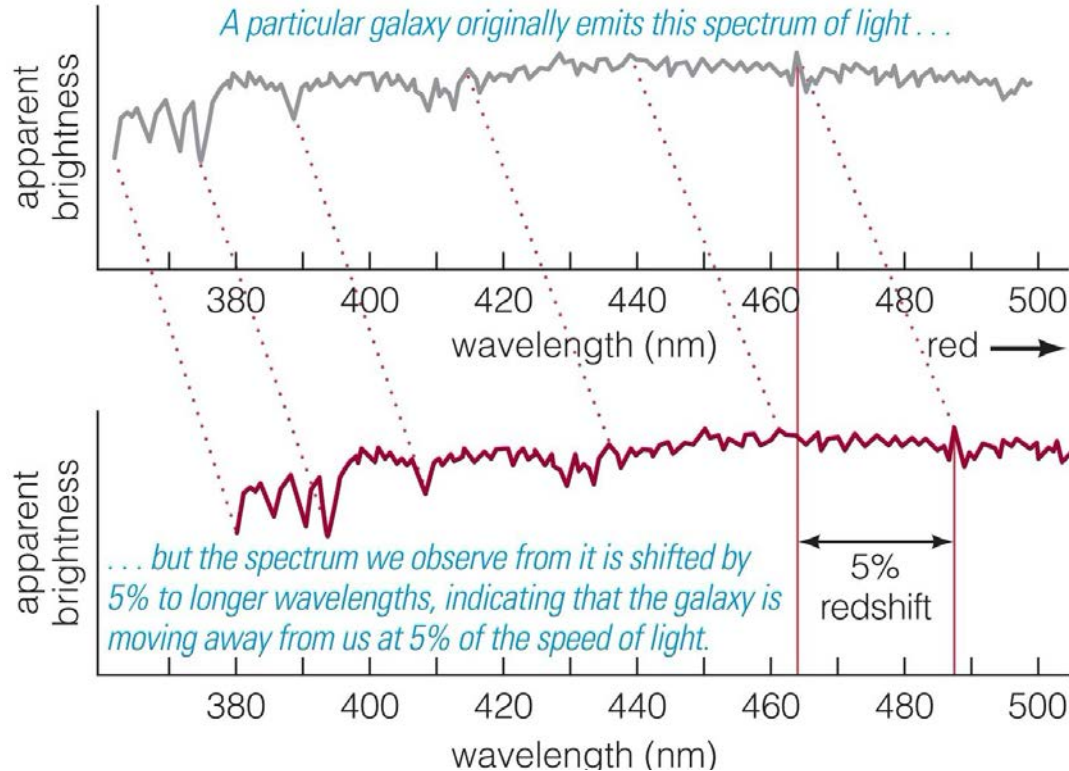 A particular galaxy originally emits this spectrum of light . . .
apparent
brightness
380 400 420 440 460 480 500
wavelength (nm)
red
. . . but the spectrum we observe from it is shifted by
5% to longer wavelengths, indicating that the galaxy is
moving away from us at 5% of the speed of light.
apparent
brightness
5%
redshift
380 400 420 440 460 480 500
wavelength (nm)